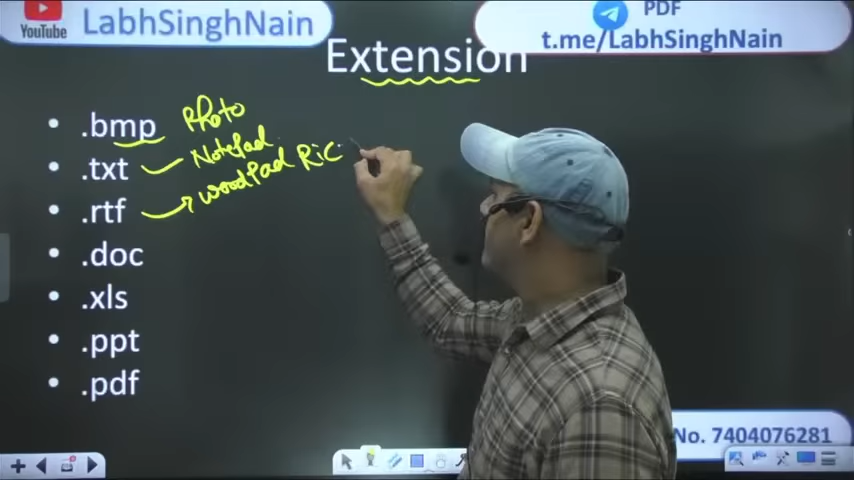 YouTube
LabhSinghNain
PDF
t.me/LabhSinghNain
Extension
.bmp Photo
.txt Notepad
.rtf wordPad Ric
.doc
.xls
.ppt
.pdf
No. 7404076281